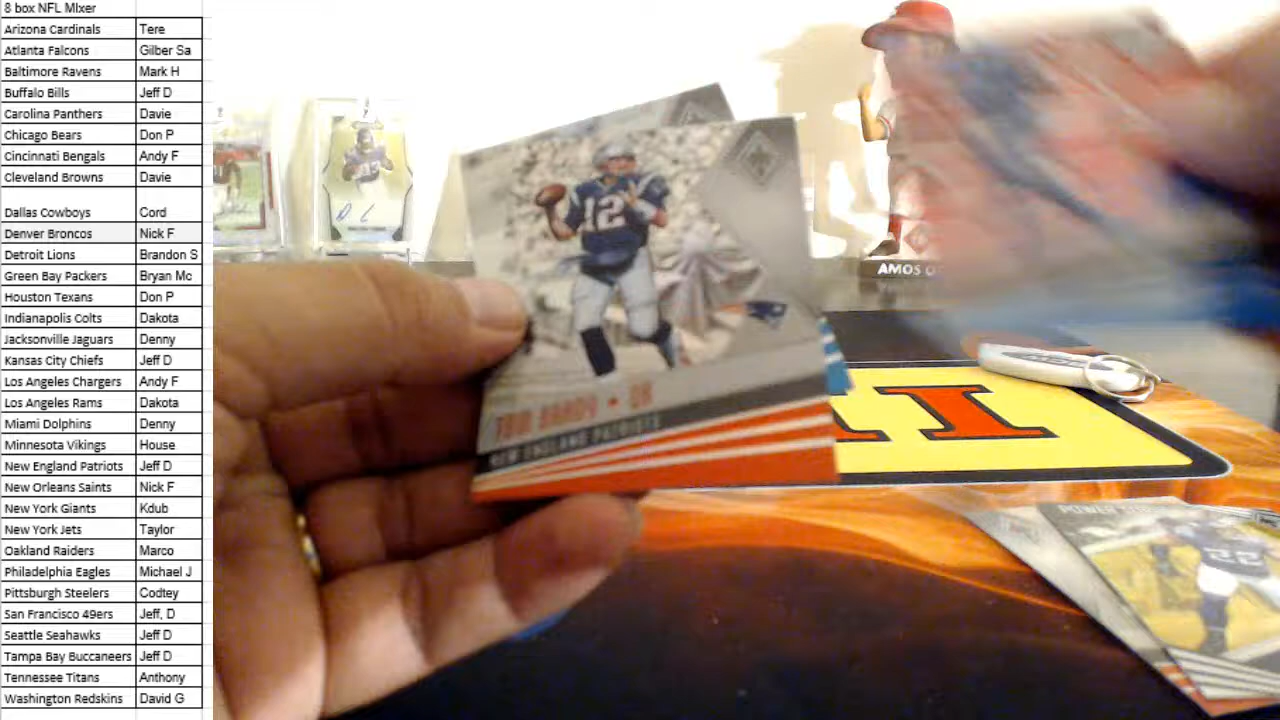 8 box NFL MIxer
Arizona Cardinals Tere
Atlanta Falcons Gilber Sa
Baltimore Ravens Mark H
Buffalo Bills Jeff D
Carolina Panthers Davie
Chicago Bears Don P
Cincinnati Bengals Andy F
Cleveland Browns Davie
Dallas Cowboys Cord
Denver Broncos Nick F
Detroit Lions Brandon S
Green Bay Packers Bryan Mc
Houston Texans Don P
Indianapolis Colts Dakota
Jacksonville Jaguars Denny
Kansas City Chiefs Jeff D
Los Angeles Chargers Andy F
Los Angeles Rams Dakota
Miami Dolphins Denny
Minnesota Vikings House
New England Patriots Jeff D
New Orleans Saints Nick F
New York Giants Kdub
New York Jets Taylor
Oakland Raiders Marco
Philadelphia Eagles Michael J
Pittsburgh Steelers Codtey
San Francisco 49ers Jeff, D
Seattle Seahawks Jeff D
Tampa Bay Buccaneers Jeff D
Tennessee Titans Anthony
Washington Redskins David G
12
TOM BRADY • QB
NEW ENGLAND PATRIOTS
AMOS
POWER
22